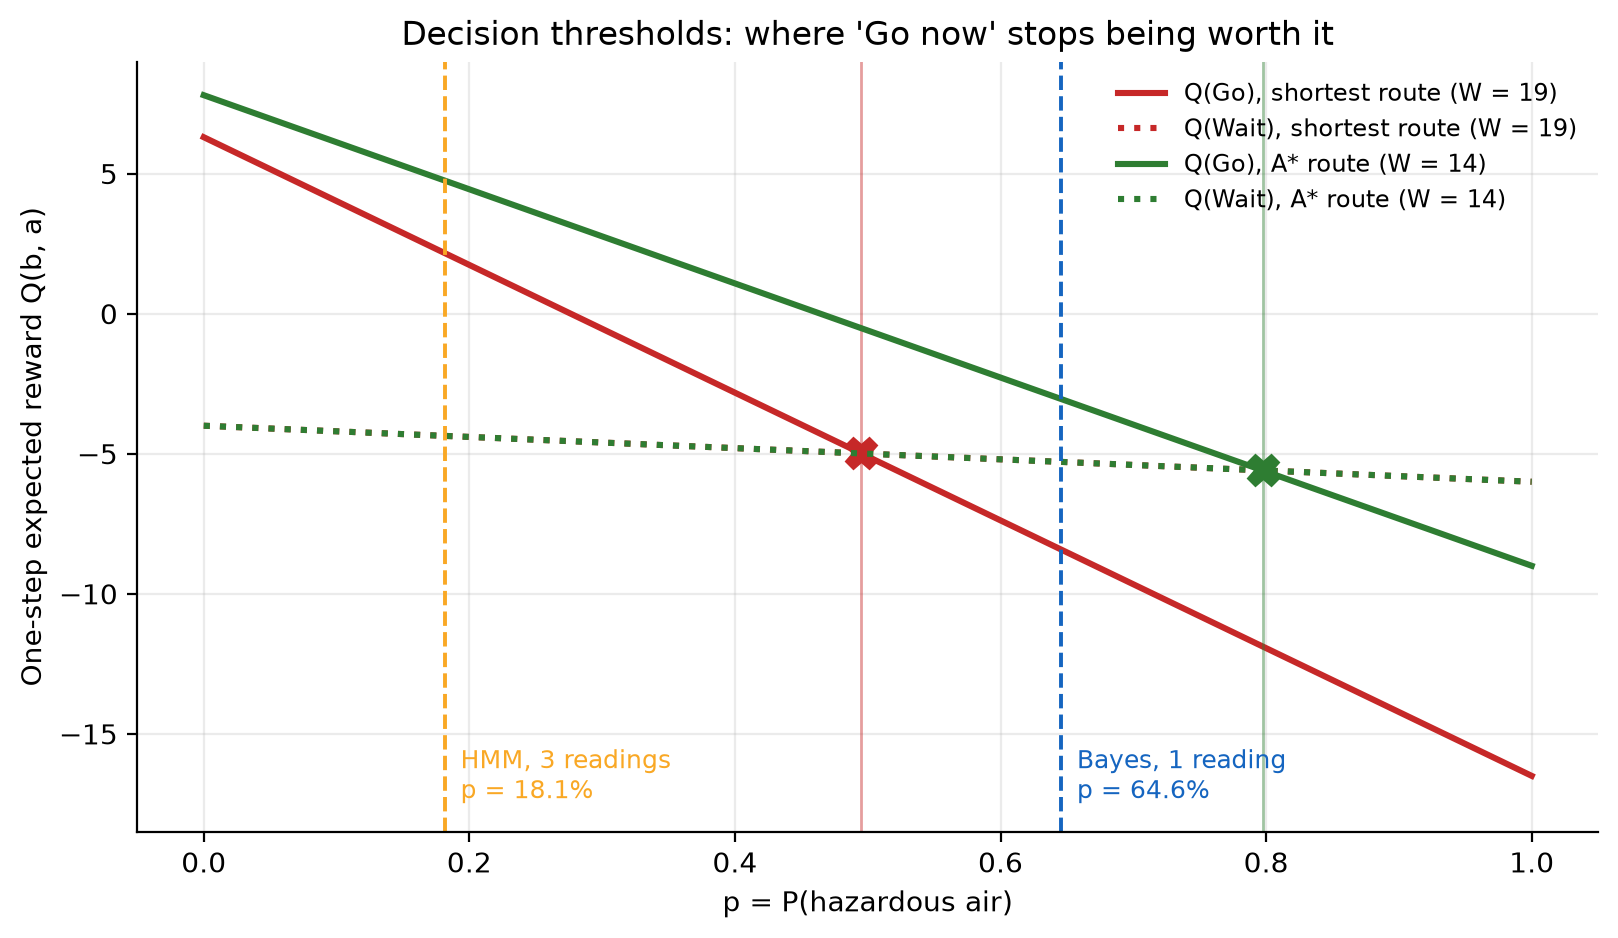 Decision thresholds: where 'Go now' stops being worth it
One-step expected reward Q(b, a)
5
0
−5
−10
−15
Q(Go), shortest route (W = 19)
Q(Wait), shortest route (W = 19)
Q(Go), A* route (W = 14)
Q(Wait), A* route (W = 14)
HMM, 3 readings
p = 18.1%
Bayes, 1 reading
p = 64.6%
0.0
0.2
0.4
0.6
0.8
1.0
p = P(hazardous air)